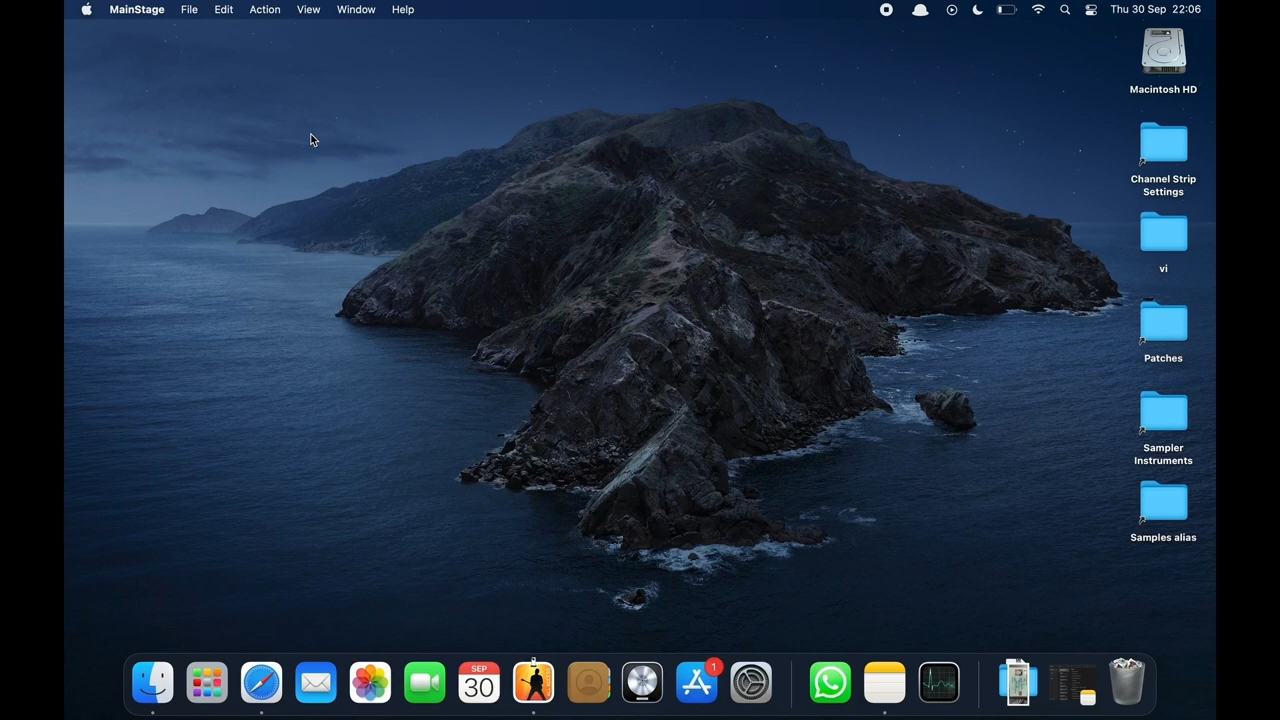 MainStage File Edit Action View Window Help Thu 30 Sep 22:06
Macintosh HD
Channel Strip
Settings
vi
Patches
Sampler
Instruments
Samples alias
SEP
30
1